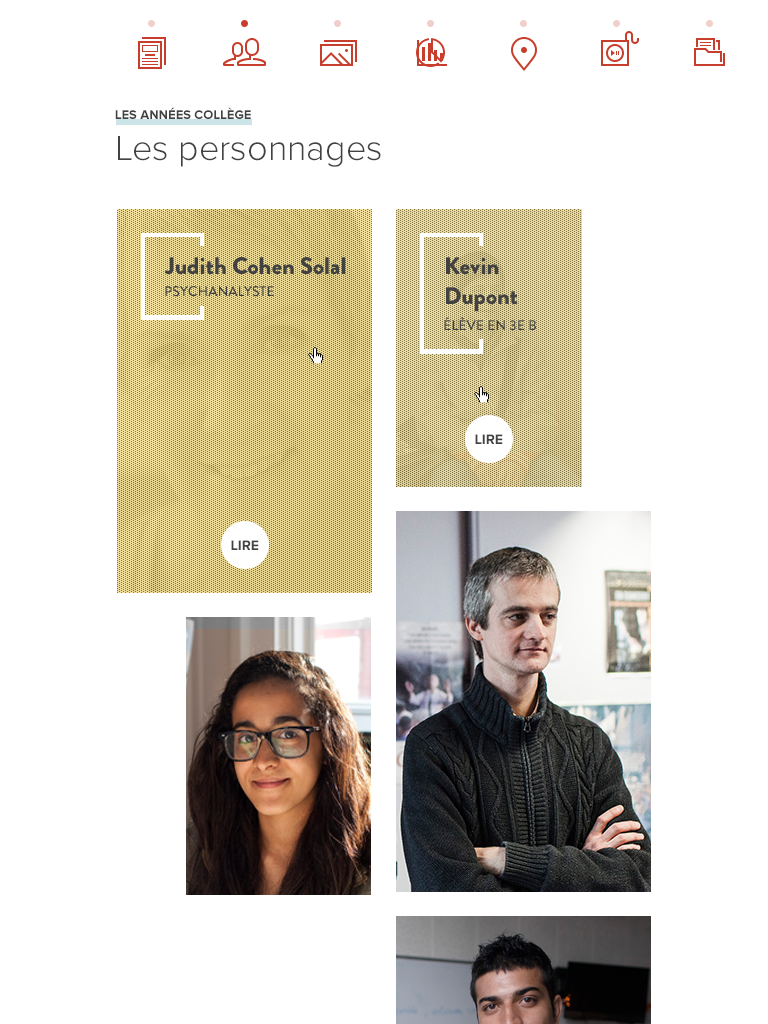 LES ANNÉES COLLÈGE
Les personnages
Judith Cohen Solal
PSYCHANALYSTE
LIRE
Kevin
Dupont
ÉLÈVE EN 3E B
LIRE